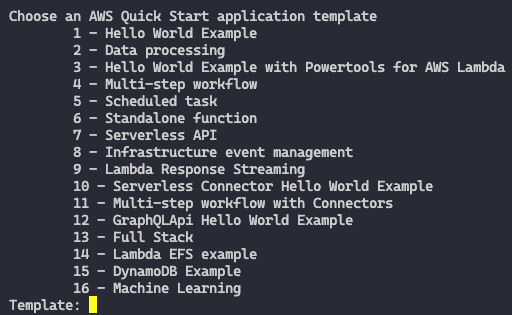 Choose an AWS Quick Start application template
1 - Hello World Example
2 - Data processing
3 - Hello World Example with Powertools for AWS Lambda
4 - Multi-step workflow
5 - Scheduled task
6 - Standalone function
7 - Serverless API
8 - Infrastructure event management
9 - Lambda Response Streaming
10 - Serverless Connector Hello World Example
11 - Multi-step workflow with Connectors
12 - GraphQLApi Hello World Example
13 - Full Stack
14 - Lambda EFS example
15 - DynamoDB Example
16 - Machine Learning
Template: